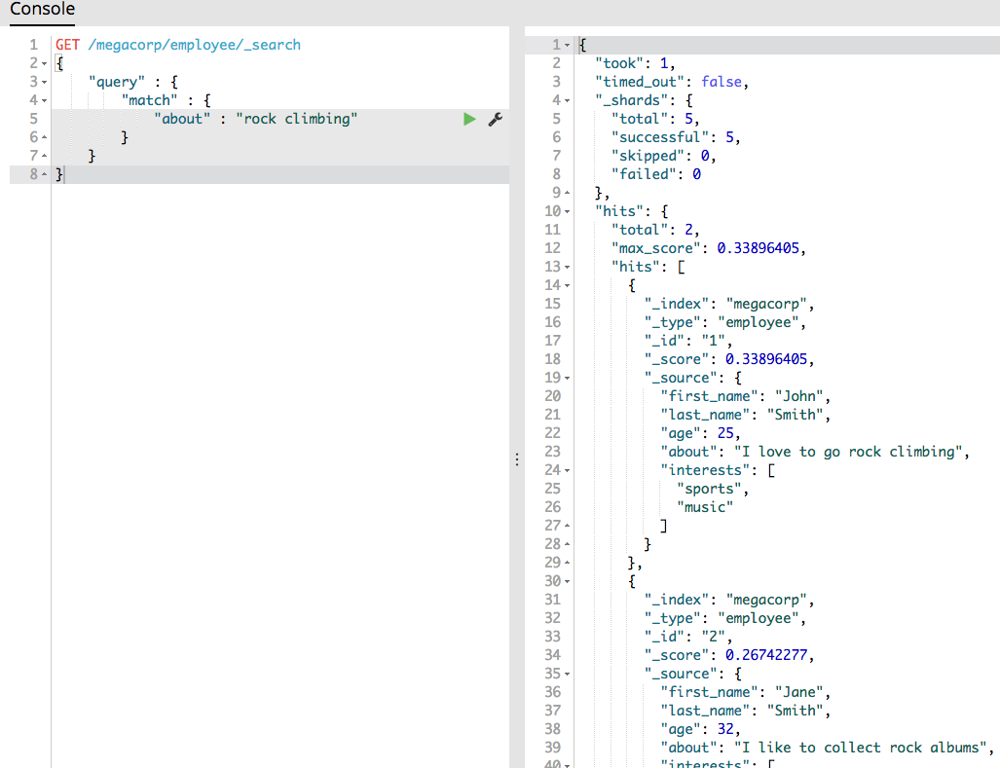 Console
1 GET /megacorp/employee/_search
2 {
3 "query" : {
4 "match" : {
5 "about" : "rock climbing"
6 }
7 }
8 }
1 {
2 "took": 1,
3 "timed_out": false,
4 "_shards": {
5 "total": 5,
6 "successful": 5,
7 "skipped": 0,
8 "failed": 0
9 },
10 "hits": {
11 "total": 2,
12 "max_score": 0.33896405,
13 "hits": [
14 {
15 "_index": "megacorp",
16 "_type": "employee",
17 "_id": "1",
18 "_score": 0.33896405,
19 "_source": {
20 "first_name": "John",
21 "last_name": "Smith",
22 "age": 25,
23 "about": "I love to go rock climbing",
24 "interests": [
25 "sports",
26 "music"
27 ]
28 }
29 },
30 {
31 "_index": "megacorp",
32 "_type": "employee",
33 "_id": "2",
34 "_score": 0.26742277,
35 "_source": {
36 "first_name": "Jane",
37 "last_name": "Smith",
38 "age": 32,
39 "about": "I like to collect rock albums",
40 "interests": [